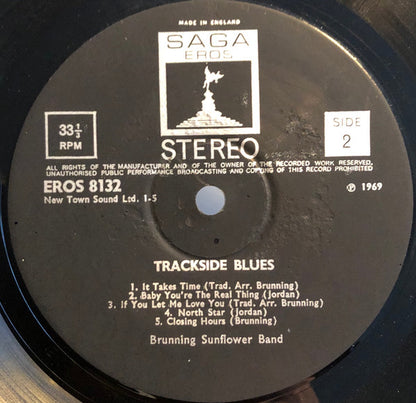 MADE IN ENGLAND
SAGA
EROS
STEREO
33⅓
RPM
SIDE
2
ALL RIGHTS OF THE MANUFACTURER AND OF THE OWNER OF THE RECORDED WORK RESERVED,
UNAUTHORISED PUBLIC PERFORMANCE BROADCASTING AND COPYING OF THIS RECORD PROHIBITED
EROS 8132
New Town Sound Ltd. 1-5
℗ 1969
TRACKSIDE BLUES
1. It Takes Time (Trad. Arr. Brunning)
2. Baby You're The Real Thing (Jordan)
3. If You Let Me Love You (Trad. Arr. Brunning)
4. North Star (Jordan)
5. Closing Hours (Brunning)
Brunning Sunflower Band